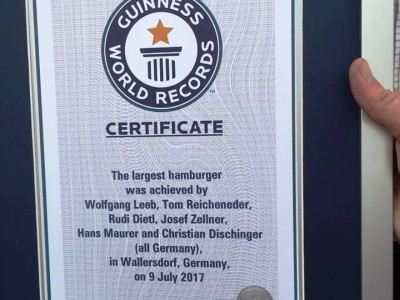 GUINNESS
WORLD RECORDS
™
CERTIFICATE
The largest hamburger
was achieved by
Wolfgang Leeb, Tom Reicheneder,
Rudi Dietl, Josef Zellner,
Hans Maurer and Christian Dischinger
(all Germany),
in Wallersdorf, Germany,
on 9 July 2017